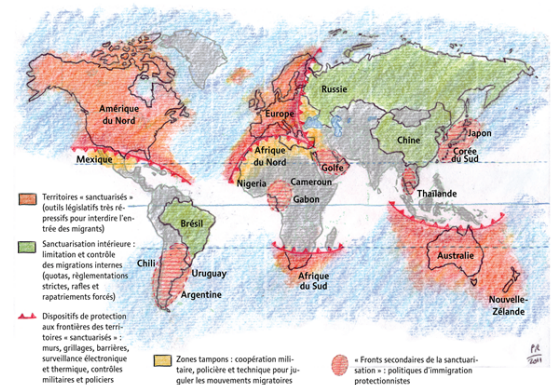 Russie
Amérique
du Nord
Europe
Japon
Chine
Corée
du Sud
Mexique
Afrique
du Nord
Golfe
Nigeria
Cameroun
Gabon
Thaïlande
Brésil
Chili
Uruguay
Argentine
Afrique
du Sud
Australie
Nouvelle-
Zélande
Territoires « sanctuarisés »
(outils législatifs très ré-
pressifs pour interdire l'en-
trée des migrants)
Sanctuarisation intérieure :
limitation et contrôle
des migrations internes
(quotas, règlementations
strictes, rafles et
rapatriements forcés)
Dispositifs de protection
aux frontières des terri-
toires « sanctuarisés » :
murs, grillages, barrières,
surveillance électronique
et thermique, contrôles
militaires et policiers
Zones tampons : coopération mili-
taire, policière et technique pour ju-
guler les mouvements migratoires
« Fronts secondaires de la sanctuari-
sation » : politiques d'immigration
protectionnistes